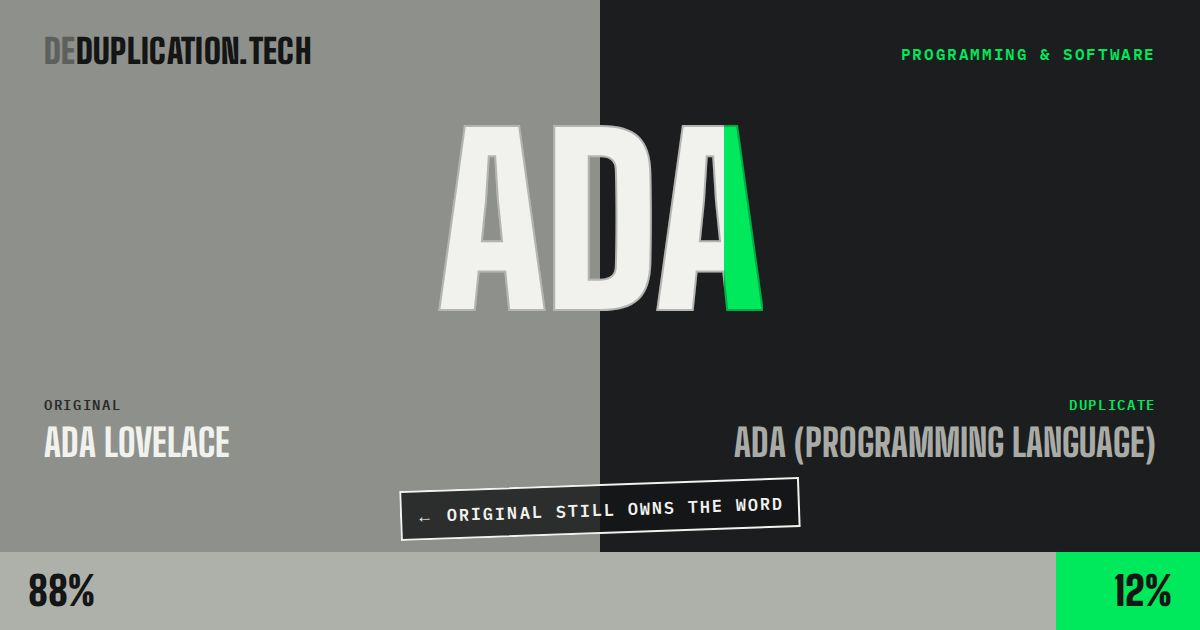 DEDUPLICATION.TECH
PROGRAMMING & SOFTWARE
ADA
ORIGINAL
ADA LOVELACE
DUPLICATE
ADA (PROGRAMMING LANGUAGE)
← ORIGINAL STILL OWNS THE WORD
88%
12%